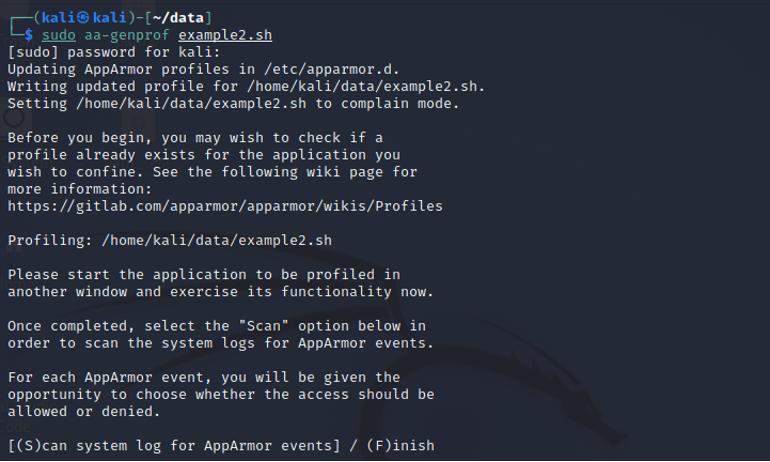 ┌──(kali㉿kali)-[~/data]
└─$ sudo aa-genprof example2.sh
[sudo] password for kali:
Updating AppArmor profiles in /etc/apparmor.d.
Writing updated profile for /home/kali/data/example2.sh.
Setting /home/kali/data/example2.sh to complain mode.
Before you begin, you may wish to check if a
profile already exists for the application you
wish to confine. See the following wiki page for
more information:
https://gitlab.com/apparmor/apparmor/wikis/Profiles
Profiling: /home/kali/data/example2.sh
Please start the application to be profiled in
another window and exercise its functionality now.
Once completed, select the "Scan" option below in
order to scan the system logs for AppArmor events.
For each AppArmor event, you will be given the
opportunity to choose whether the access should be
allowed or denied.
[(S)can system log for AppArmor events] / (F)inish